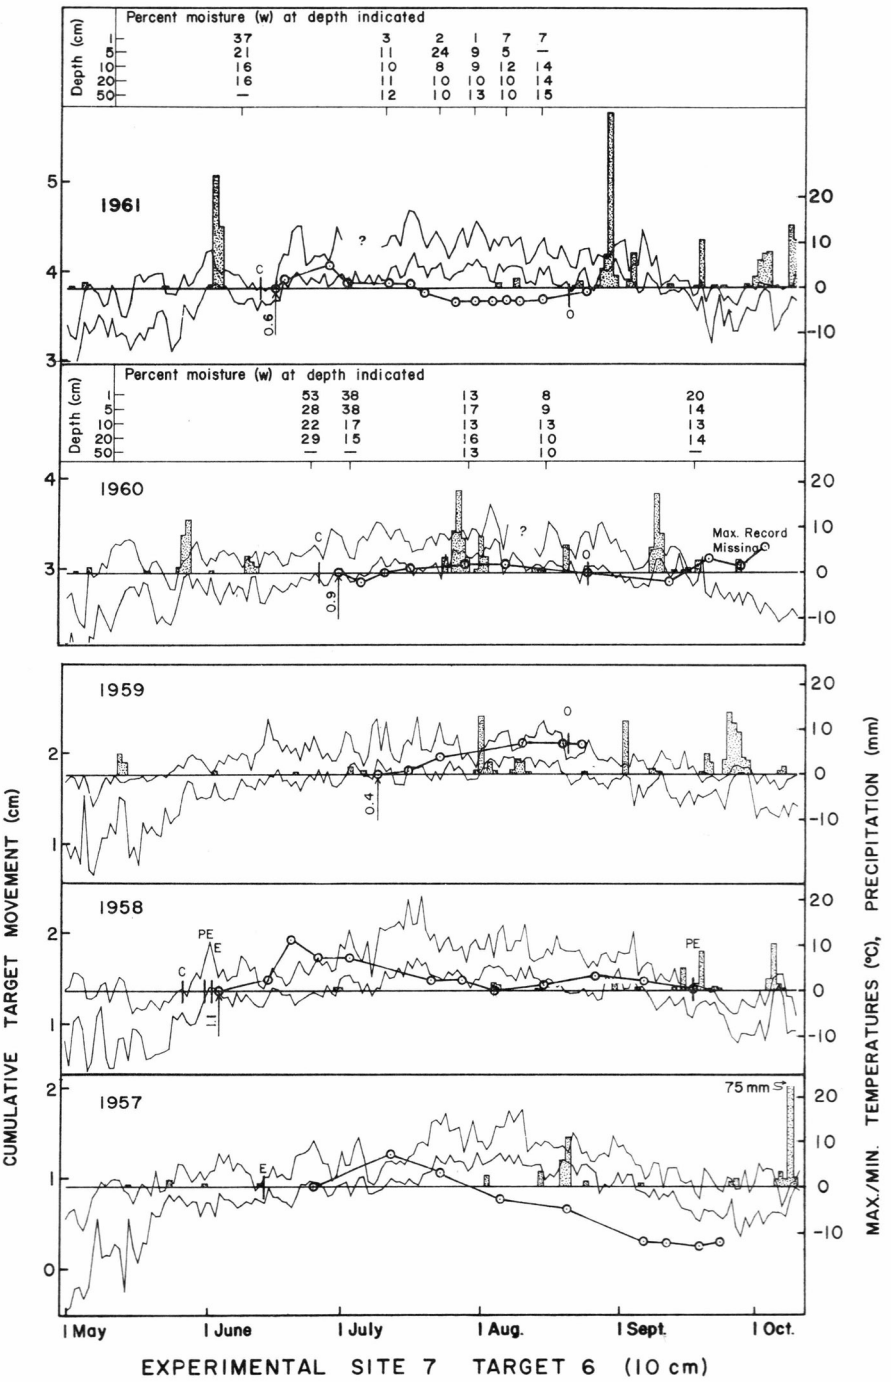 Percent moisture (w) at depth indicated
Depth (cm)
1 37 3 2 1 7 7
5 21 11 24 9 5 —
10 16 10 8 9 12 14
20 16 11 10 10 10 14
50 — 12 10 13 10 15
1961
5
4
3
20
10
0
-10
?
C
0.6
O
Percent moisture (w) at depth indicated
Depth (cm)
1 53 38 13 8 20
5 28 38 17 9 14
10 22 17 13 13 13
20 29 15 16 10 14
50 — — 13 10 —
1960
4
3
20
10
0
-10
C
?
O
0.9
Max. Record
Missing
1959
2
1
20
10
0
-10
O
0.4
1958
2
1
20
10
0
-10
C
PE
E
PE
1957
2
1
0
20
10
0
-10
E
75 mm
CUMULATIVE TARGET MOVEMENT (cm)
MAX./MIN. TEMPERATURES (°C), PRECIPITATION (mm)
1 May 1 June 1 July 1 Aug. 1 Sept. 1 Oct.
EXPERIMENTAL SITE 7 TARGET 6 (10 cm)